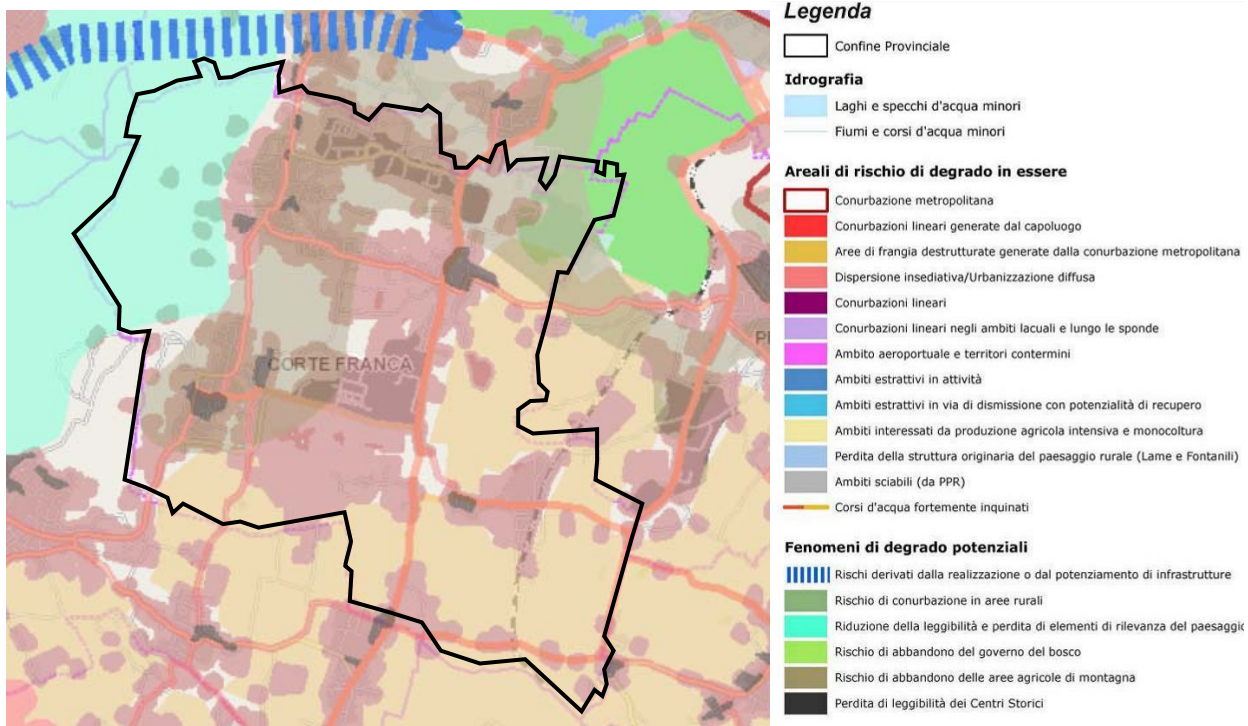 CORTE FRANCA
P
Legenda
Confine Provinciale
Idrografia
Laghi e specchi d'acqua minori
Fiumi e corsi d'acqua minori
Areali di rischio di degrado in essere
Conurbazione metropolitana
Conurbazioni lineari generate dal capoluogo
Aree di frangia destrutturate generate dalla conurbazione metropolitana
Dispersione insediativa/Urbanizzazione diffusa
Conurbazioni lineari
Conurbazioni lineari negli ambiti lacuali e lungo le sponde
Ambito aeroportuale e territori contermini
Ambiti estrattivi in attività
Ambiti estrattivi in via di dismissione con potenzialità di recupero
Ambiti interessati da produzione agricola intensiva e monocoltura
Perdita della struttura originaria del paesaggio rurale (Lame e Fontanili)
Ambiti sciabili (da PPR)
Corsi d'acqua fortemente inquinati
Fenomeni di degrado potenziali
Rischi derivati dalla realizzazione o dal potenziamento di infrastrutture
Rischio di conurbazione in aree rurali
Riduzione della leggibilità e perdita di elementi di rilevanza del paesaggio
Rischio di abbandono del governo del bosco
Rischio di abbandono delle aree agricole di montagna
Perdita di leggibilità dei Centri Storici